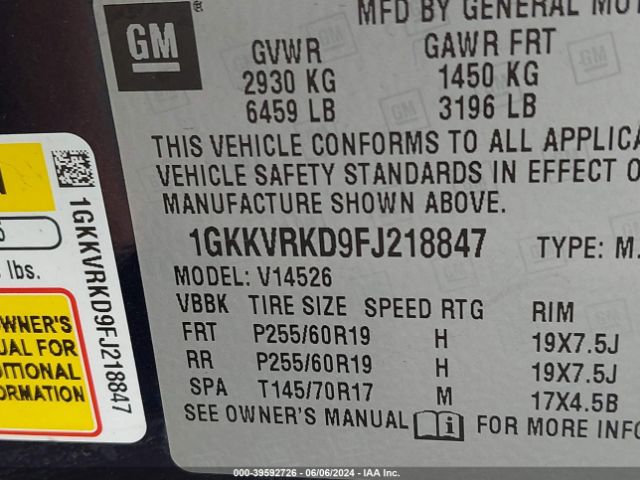 GM
MFD BY GENERAL MOT
GVWR GAWR FRT
2930 KG 1450 KG
6459 LB 3196 LB
THIS VEHICLE CONFORMS TO ALL APPLICA
VEHICLE SAFETY STANDARDS IN EFFECT O
MANUFACTURE SHOWN ABOVE.
1GKKVRKD9FJ218847 TYPE: M.
MODEL: V14526
VBBK TIRE SIZE SPEED RTG RIM
FRT P255/60R19 H 19X7.5J
RR P255/60R19 H 19X7.5J
SPA T145/70R17 M 17X4.5B
SEE OWNER'S MANUAL i FOR MORE INFO
1GKKVRKD9FJ218847
lbs.
OWNER'S
UAL FOR
DITIONAL
ORMATION
000-39592726 - 06/06/2024 - IAA Inc.